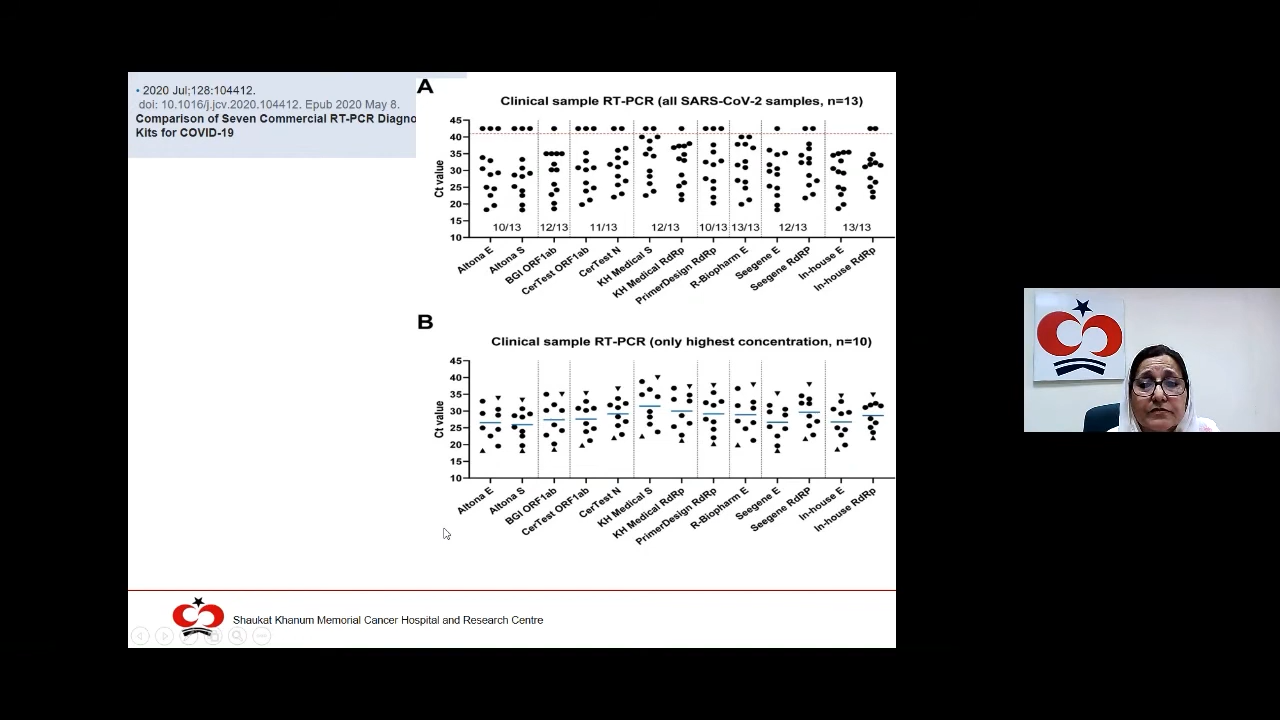 • 2020 Jul;128:104412.
doi: 10.1016/j.jcv.2020.104412. Epub 2020 May 8.
Comparison of Seven Commercial RT-PCR Diagno
Kits for COVID-19
A
Clinical sample RT-PCR (all SARS-CoV-2 samples, n=13)
Ct value
45
40
35
30
25
20
15
10
10/13 12/13 11/13 12/13 10/13 13/13 12/13 13/13
Altona E
Altona S
BGI ORF1ab
CerTest ORF1ab
CerTest N
KH Medical S
KH Medical RdRp
PrimerDesign RdRp
R-Biopharm E
Seegene E
Seegene RdRP
In-house E
In-house RdRp
B
Clinical sample RT-PCR (only highest concentration, n=10)
Ct value
45
40
35
30
25
20
15
10
Altona E
Altona S
BGI ORF1ab
CerTest ORF1ab
CerTest N
KH Medical S
KH Medical RdRp
PrimerDesign RdRp
R-Biopharm E
Seegene E
Seegene RdRP
In-house E
In-house RdRp
Shaukat Khanum Memorial Cancer Hospital and Research Centre